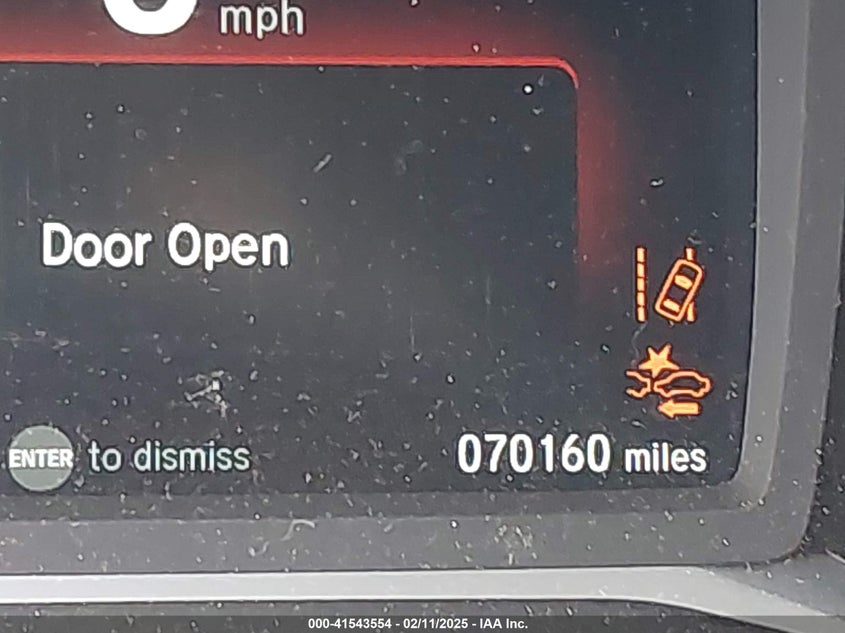 mph
Door Open
ENTER to dismiss
070160 miles
000-41543554 - 02/11/2025 - IAA Inc.